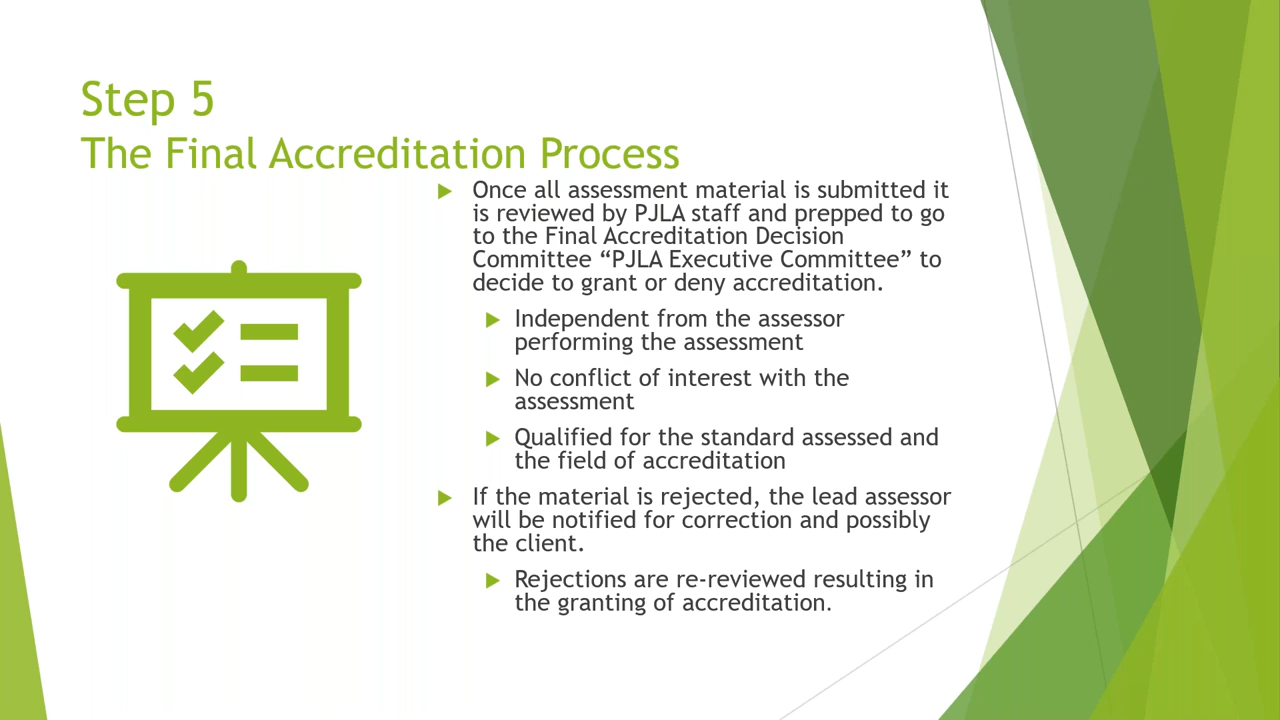 Step 5
The Final Accreditation Process
Once all assessment material is submitted it
is reviewed by PJLA staff and prepped to go
to the Final Accreditation Decision
Committee “PJLA Executive Committee” to
decide to grant or deny accreditation.
Independent from the assessor
performing the assessment
No conflict of interest with the
assessment
Qualified for the standard assessed and
the field of accreditation
If the material is rejected, the lead assessor
will be notified for correction and possibly
the client.
Rejections are re-reviewed resulting in
the granting of accreditation.